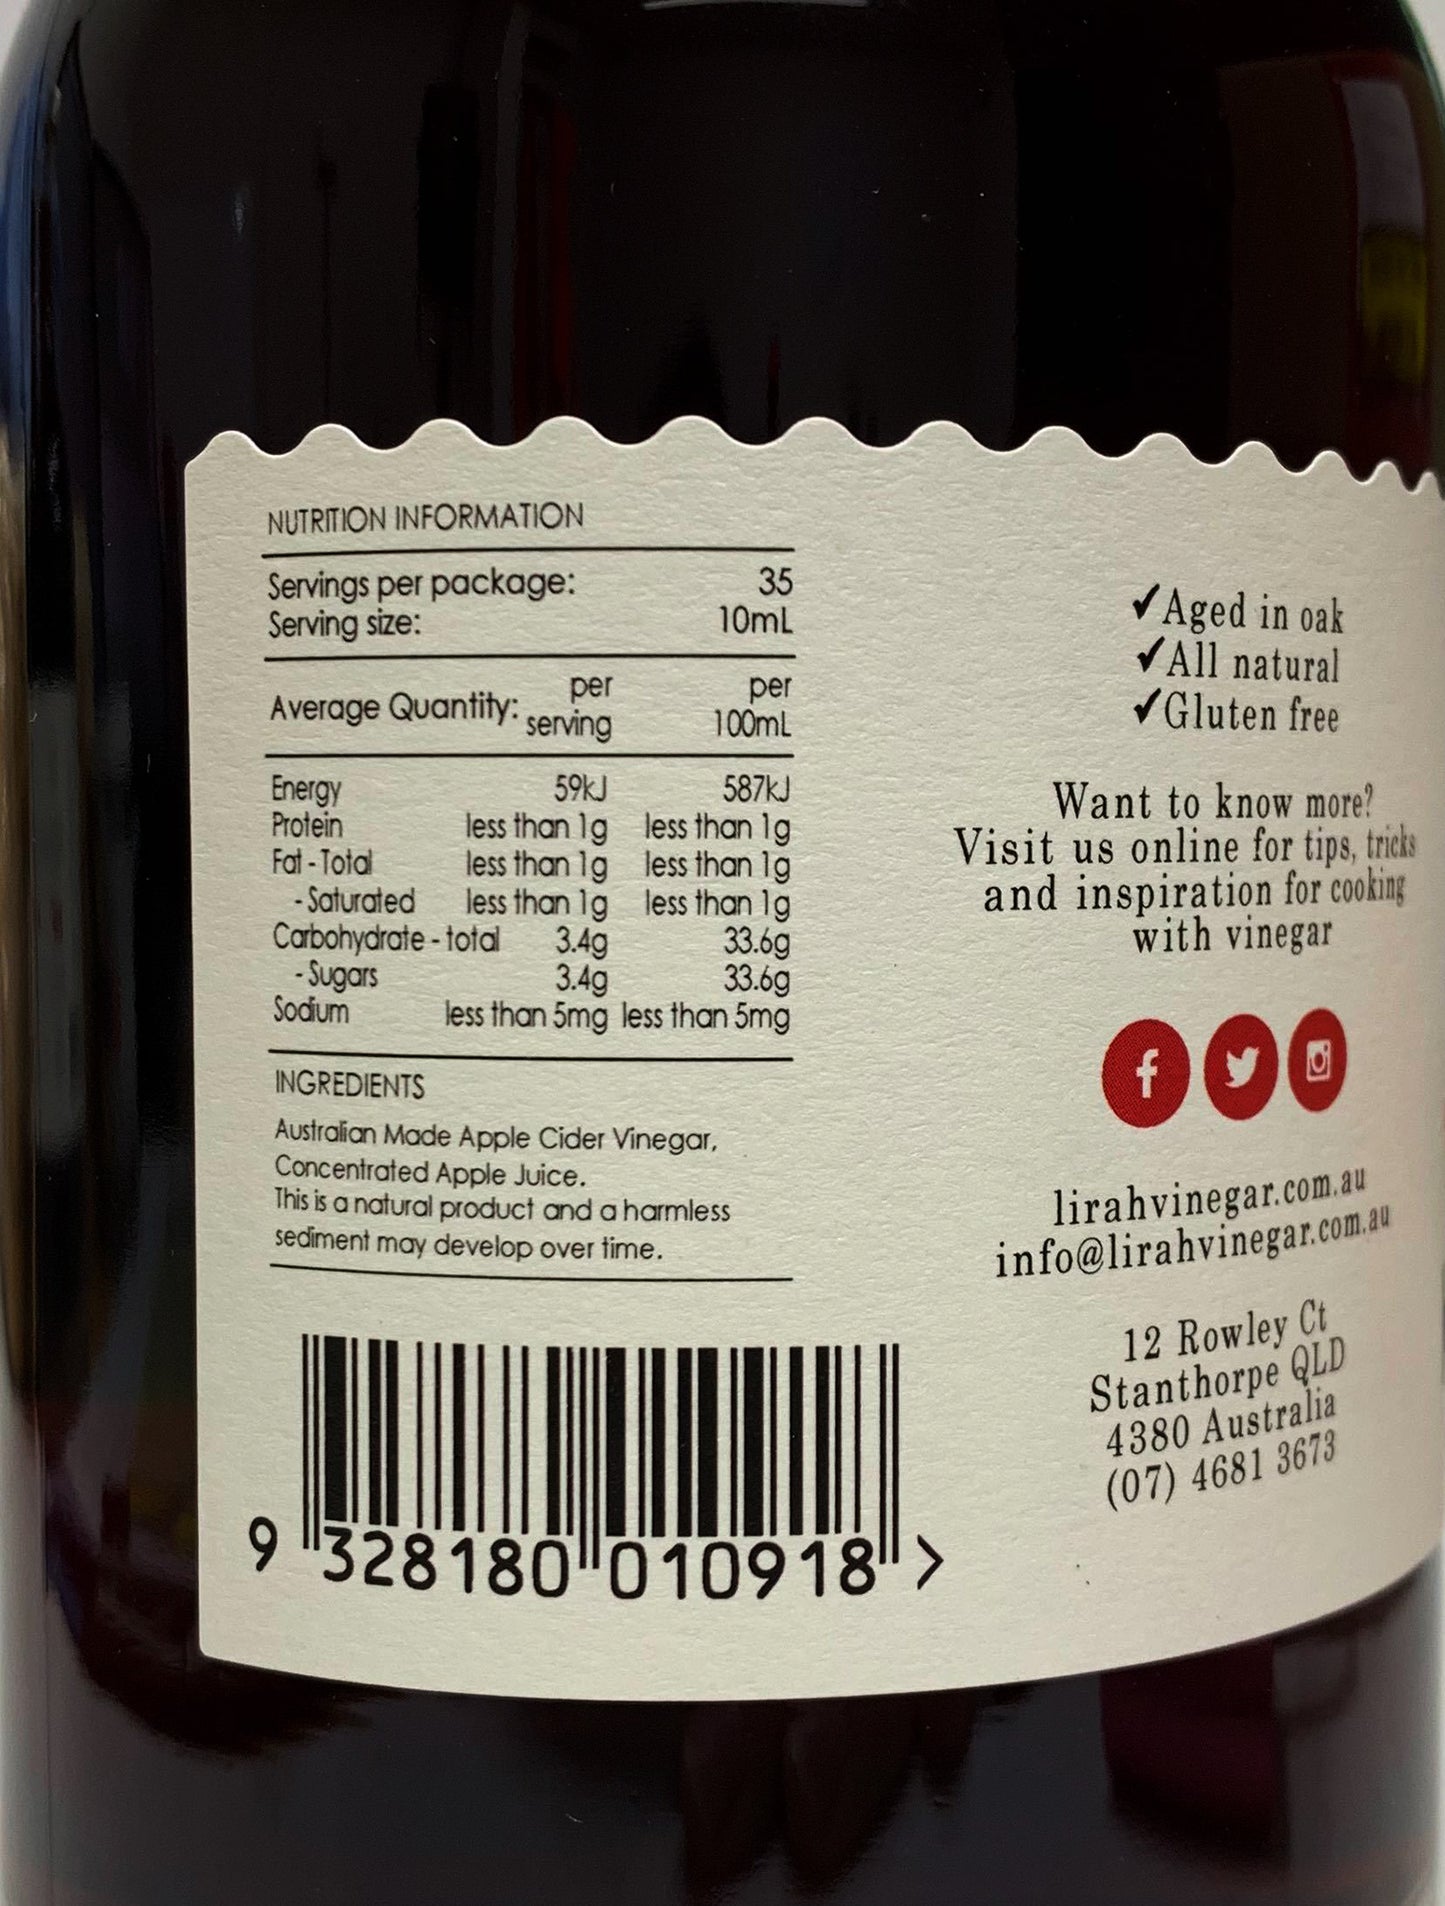 NUTRITION INFORMATION
Servings per package: 35
Serving size: 10mL
Average Quantity: per serving per 100mL
Energy 59kJ 587kJ
Protein less than 1g less than 1g
Fat - Total less than 1g less than 1g
- Saturated less than 1g less than 1g
Carbohydrate - total 3.4g 33.6g
- Sugars 3.4g 33.6g
Sodium less than 5mg less than 5mg
INGREDIENTS
Australian Made Apple Cider Vinegar,
Concentrated Apple Juice.
This is a natural product and a harmless
sediment may develop over time.
9 328180 010918 >
✓Aged in oak
✓All natural
✓Gluten free
Want to know more?
Visit us online for tips, tricks
and inspiration for cooking
with vinegar
lirahvinegar.com.au
info@lirahvinegar.com.au
12 Rowley Ct
Stanthorpe QLD
4380 Australia
(07) 4681 3673